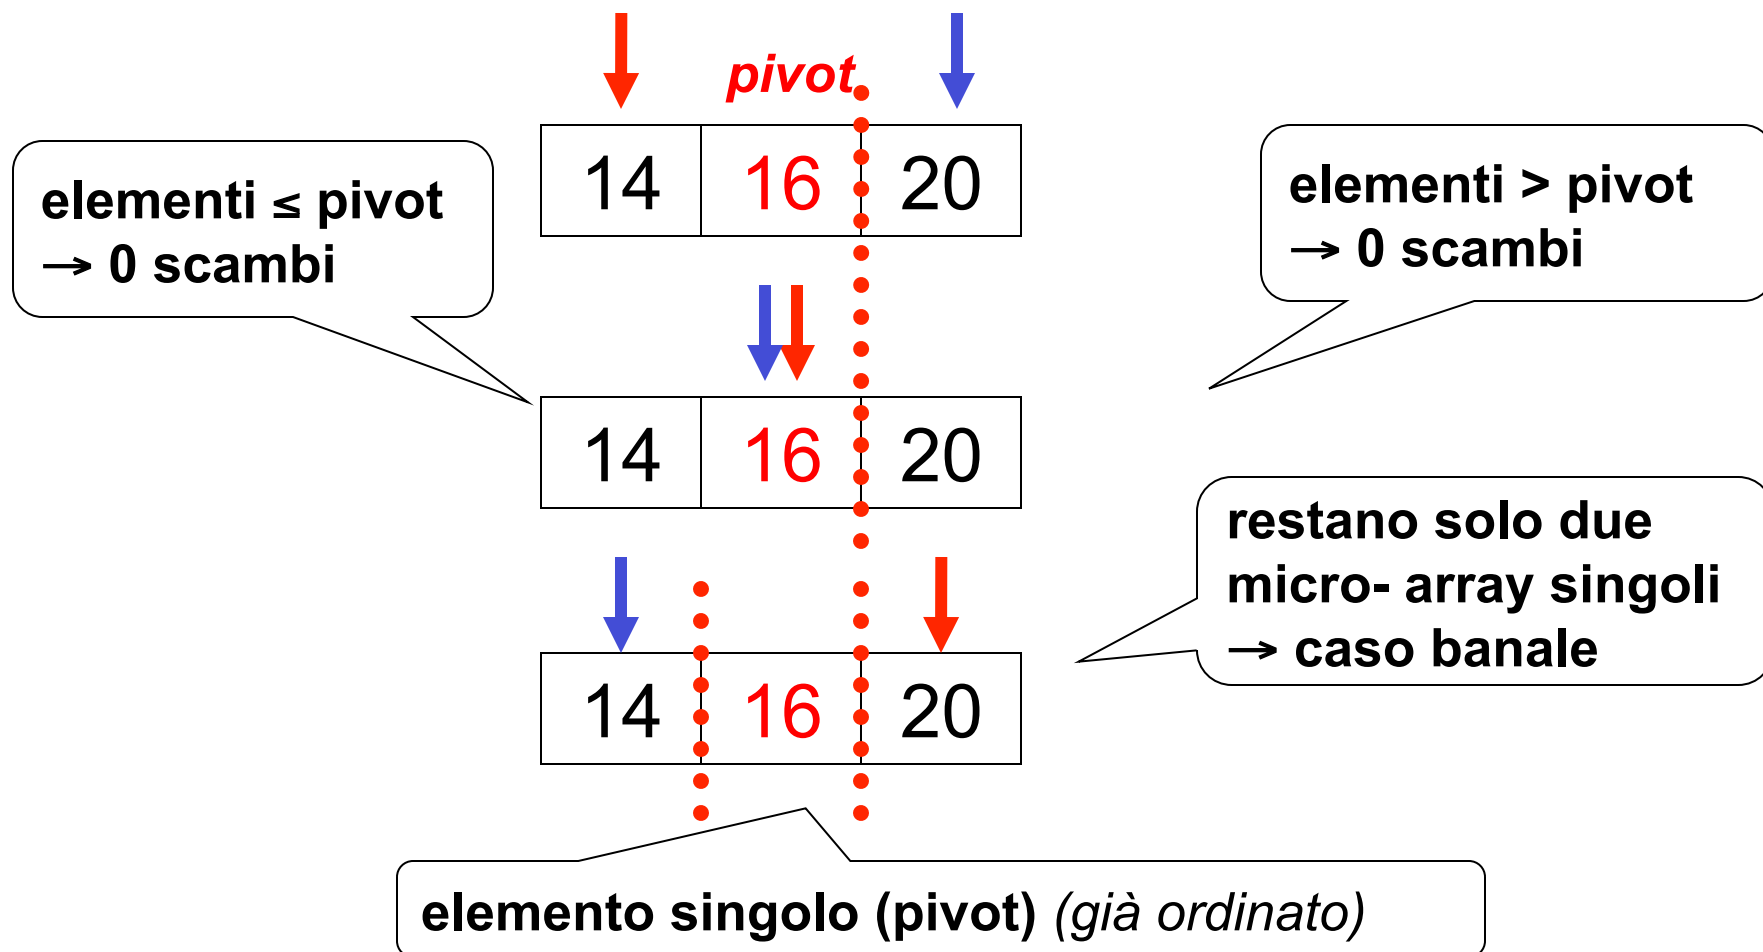 pivot
14 16 20
elementi ≤ pivot
→ 0 scambi
elementi > pivot
→ 0 scambi
14 16 20
restano solo due
micro- array singoli
→ caso banale
14 16 20
elemento singolo (pivot) (già ordinato)